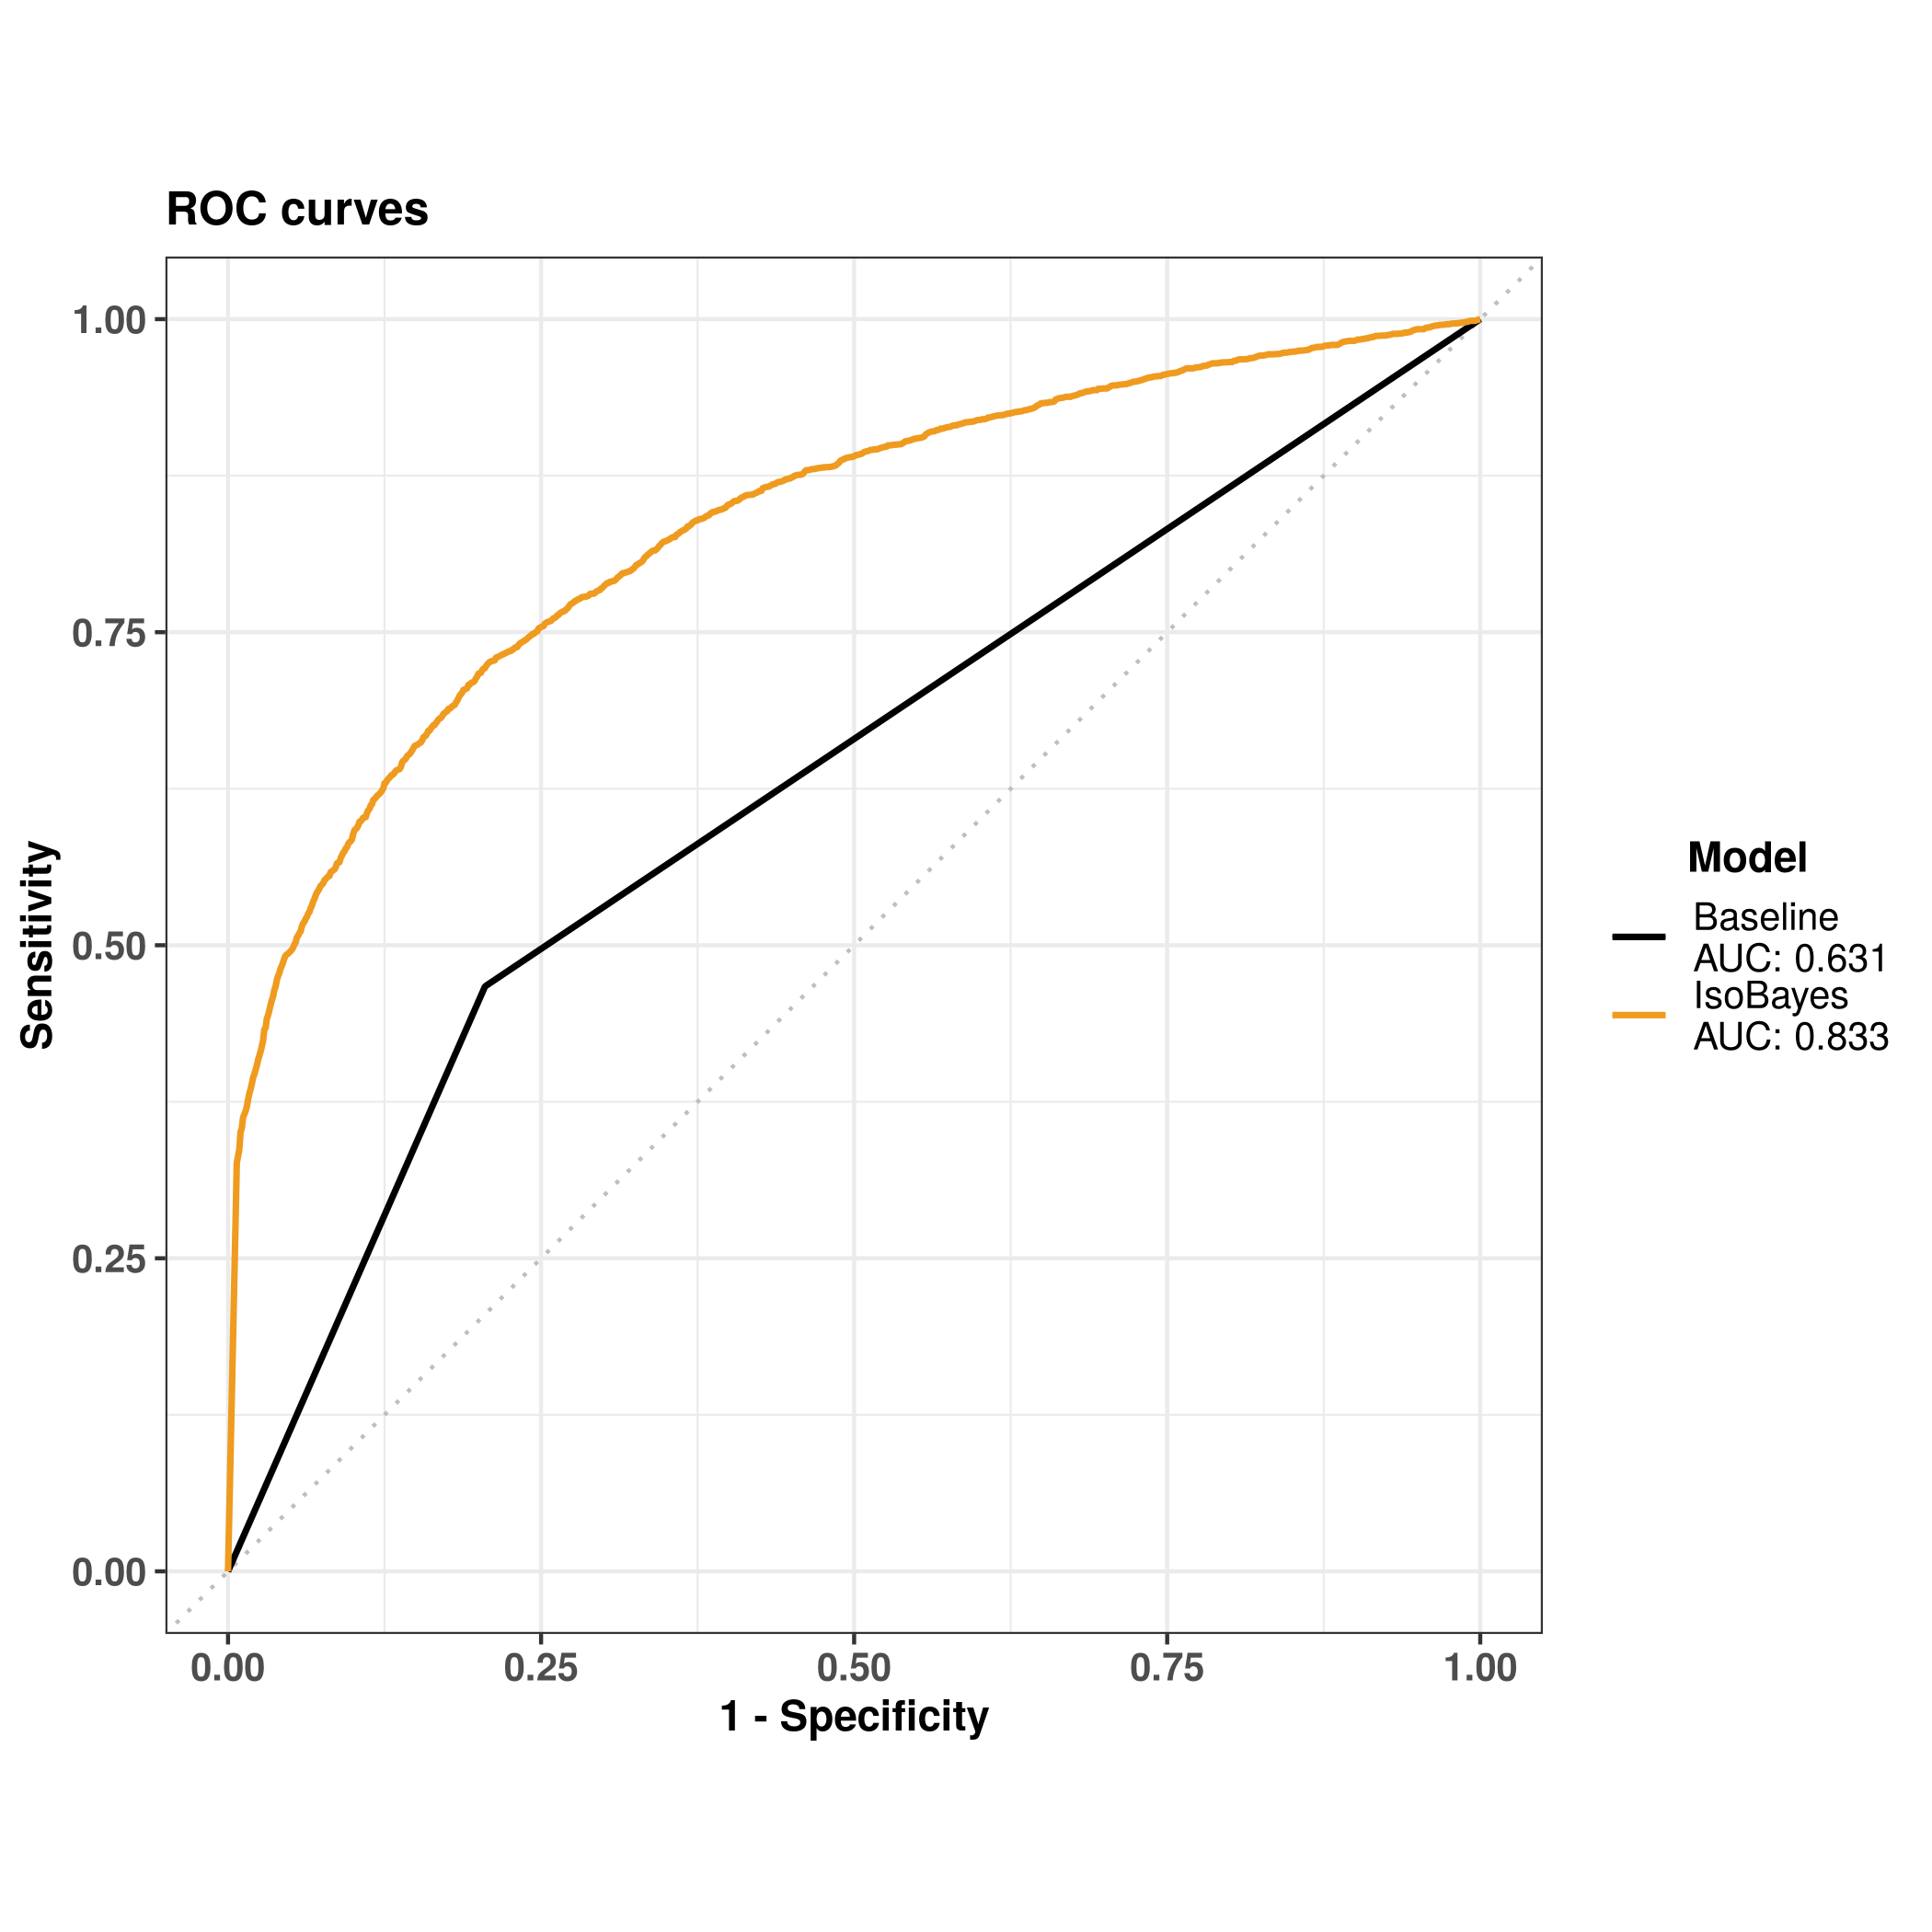 ROC curves
1.00
0.75
0.50
0.25
0.00
Sensitivity
0.00 0.25 0.50 0.75 1.00
1 - Specificity
Model
Baseline
AUC: 0.631
IsoBayes
AUC: 0.833